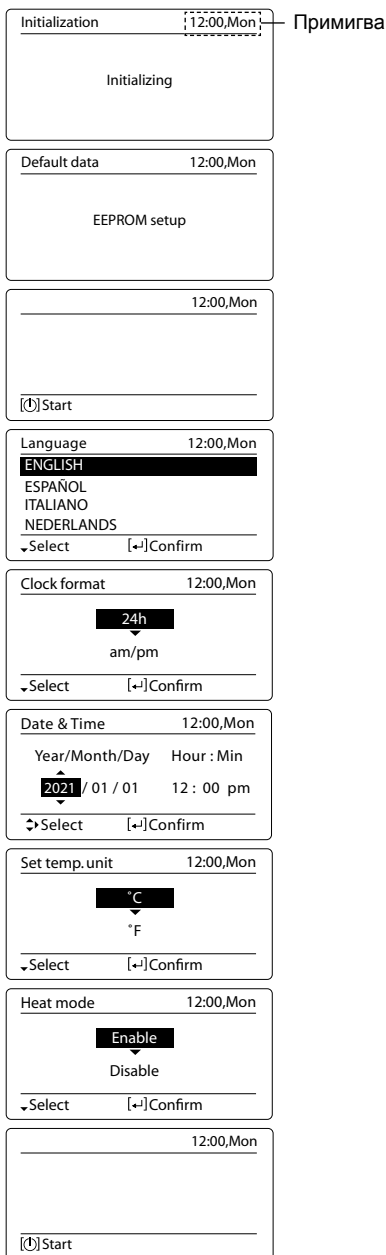 Initialization 12:00,Mon Примигва
Initializing
Default data 12:00,Mon
EEPROM setup
12:00,Mon
[⏻]Start
Language 12:00,Mon
ENGLISH
ESPAÑOL
ITALIANO
NEDERLANDS
Select [↵]Confirm
Clock format 12:00,Mon
24h
am/pm
Select [↵]Confirm
Date & Time 12:00,Mon
Year/Month/Day Hour : Min
2021 / 01 / 01 12 : 00 pm
Select [↵]Confirm
Set temp. unit 12:00,Mon
˚C
˚F
Select [↵]Confirm
Heat mode 12:00,Mon
Enable
Disable
Select [↵]Confirm
12:00,Mon
[⏻]Start